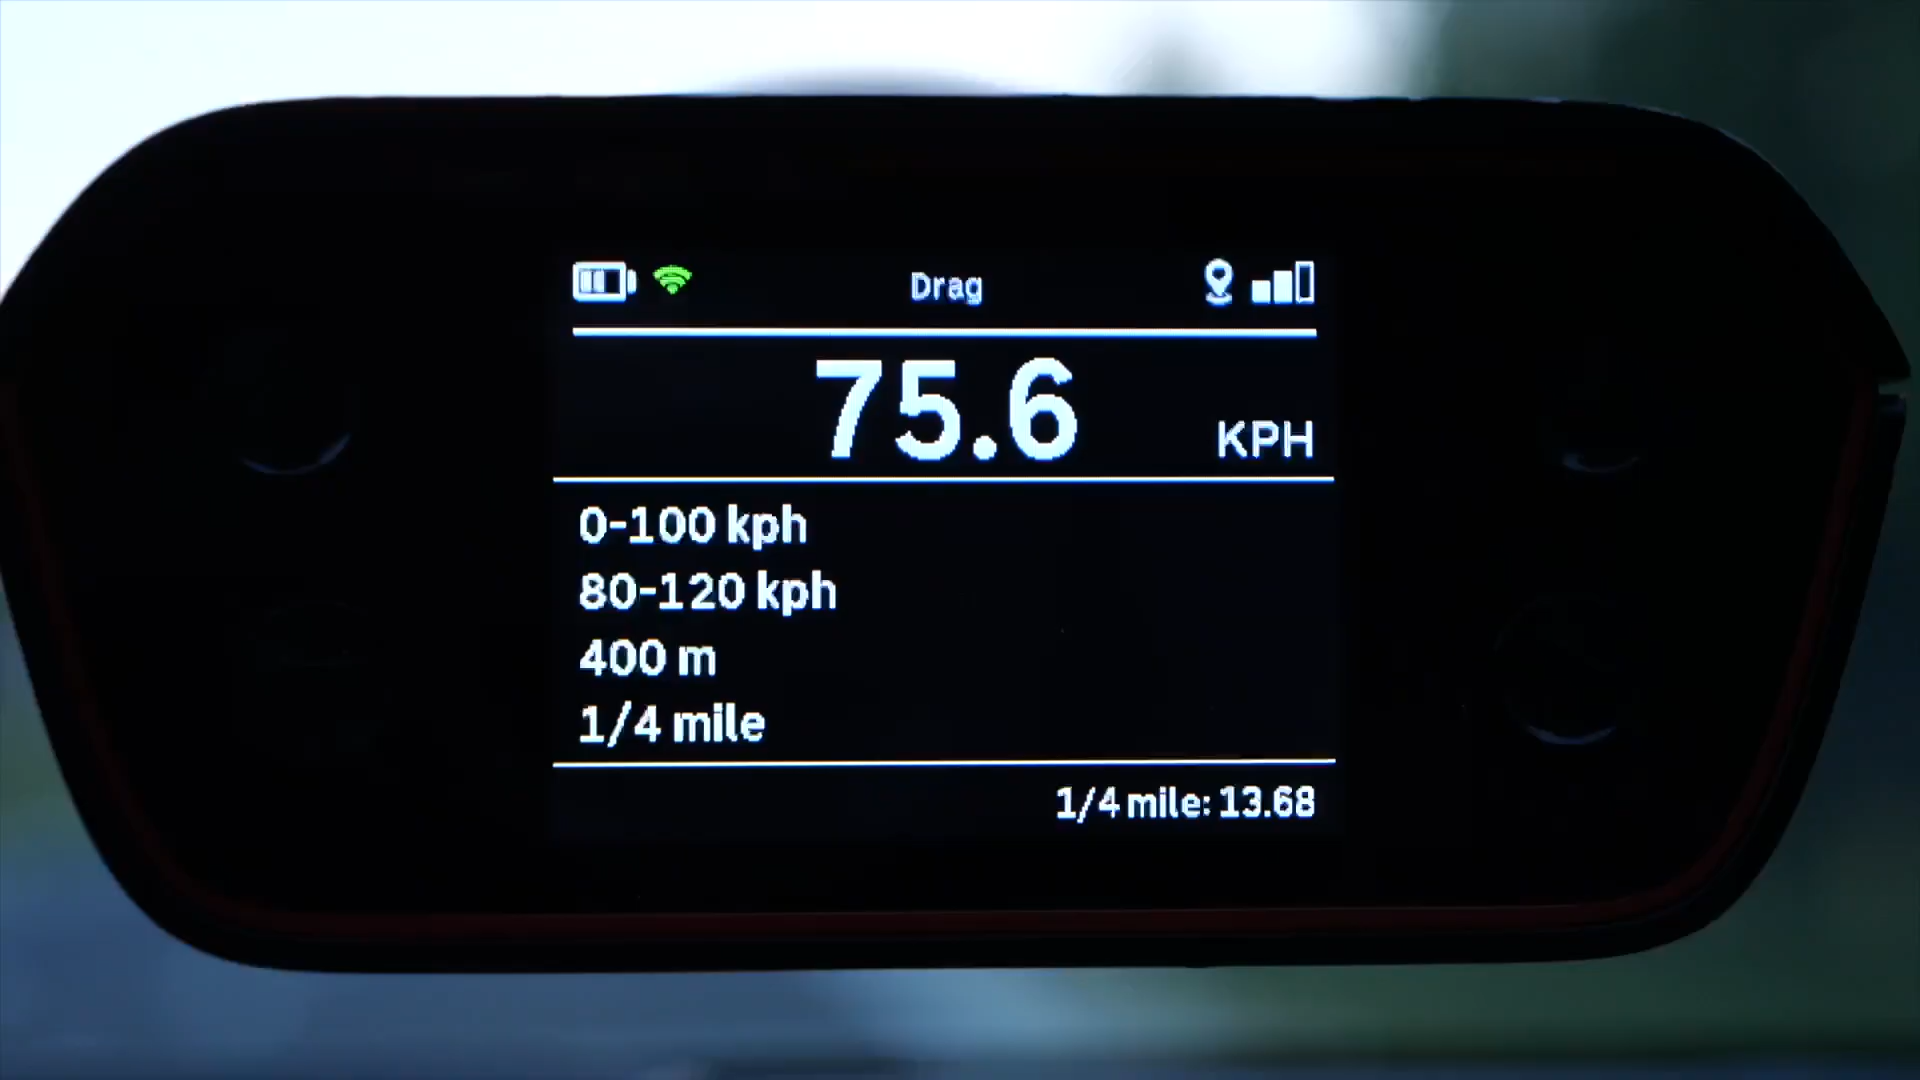 Drag
75.6 KPH
0-100 kph
80-120 kph
400 m
1/4 mile
1/4 mile: 13.68